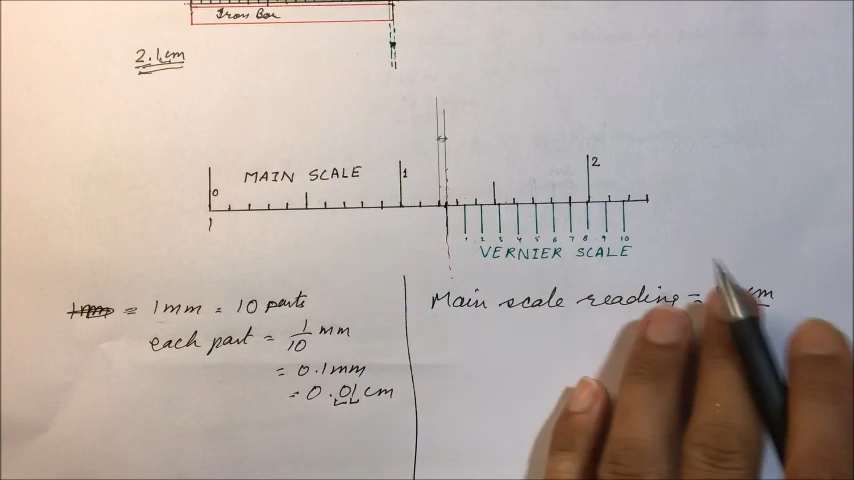 Iron Bar
2.1cm
MAIN SCALE
0 1 2
1 2 3 4 5 6 7 8 9 10
VERNIER SCALE
= 1mm = 10 parts
each part = 1/10 mm
= 0.1mm
= 0.01cm
Main scale reading = cm